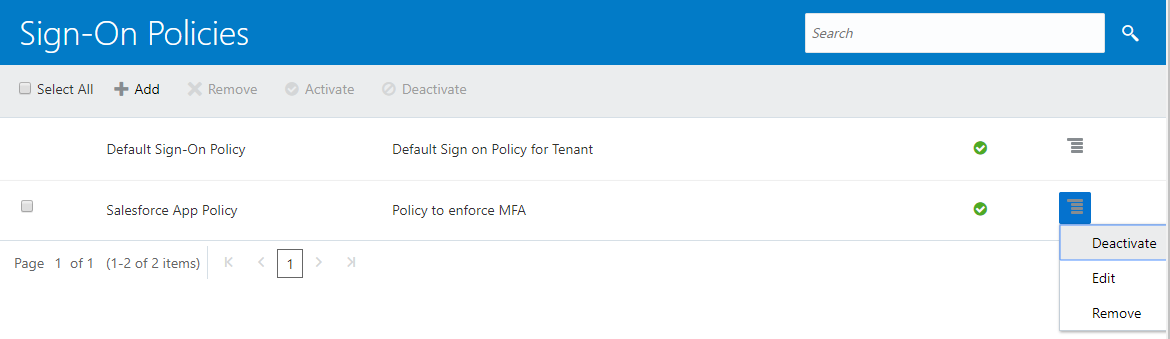 Sign-On Policies
Search
Select All Add Remove Activate Deactivate
Default Sign-On Policy Default Sign on Policy for Tenant
Salesforce App Policy Policy to enforce MFA
Deactivate
Page 1 of 1 (1-2 of 2 items) 1
Edit
Remove